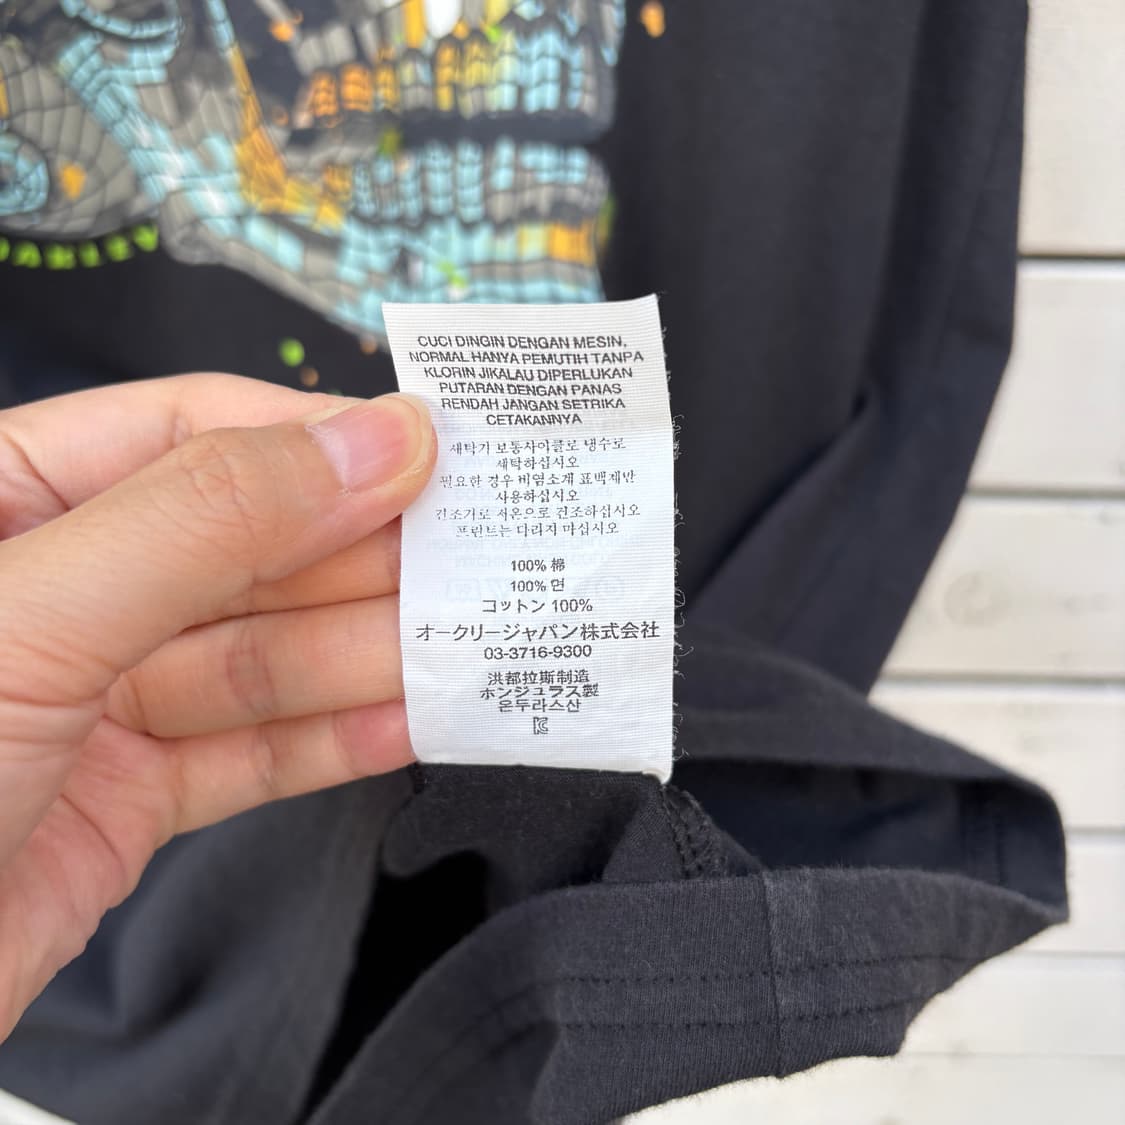 OAKLEY
CUCI DINGIN DENGAN MESIN,
NORMAL HANYA PEMUTIH TANPA
KLORIN JIKALAU DIPERLUKAN
PUTARAN DENGAN PANAS
RENDAH JANGAN SETRIKA
CETAKANNYA
새탁기 보통사이클로 냉수로
새탁하십시오
필요한 경우 비염소개 표백제만
사용하십시오
건조기로 저온으로 건조하십시오
프린트는 다리지 마십시오
100% 棉
100% 면
コットン 100%
オークリージャパン株式会社
03-3716-9300
洪都拉斯制造
ホンジュラス製
온두라스산